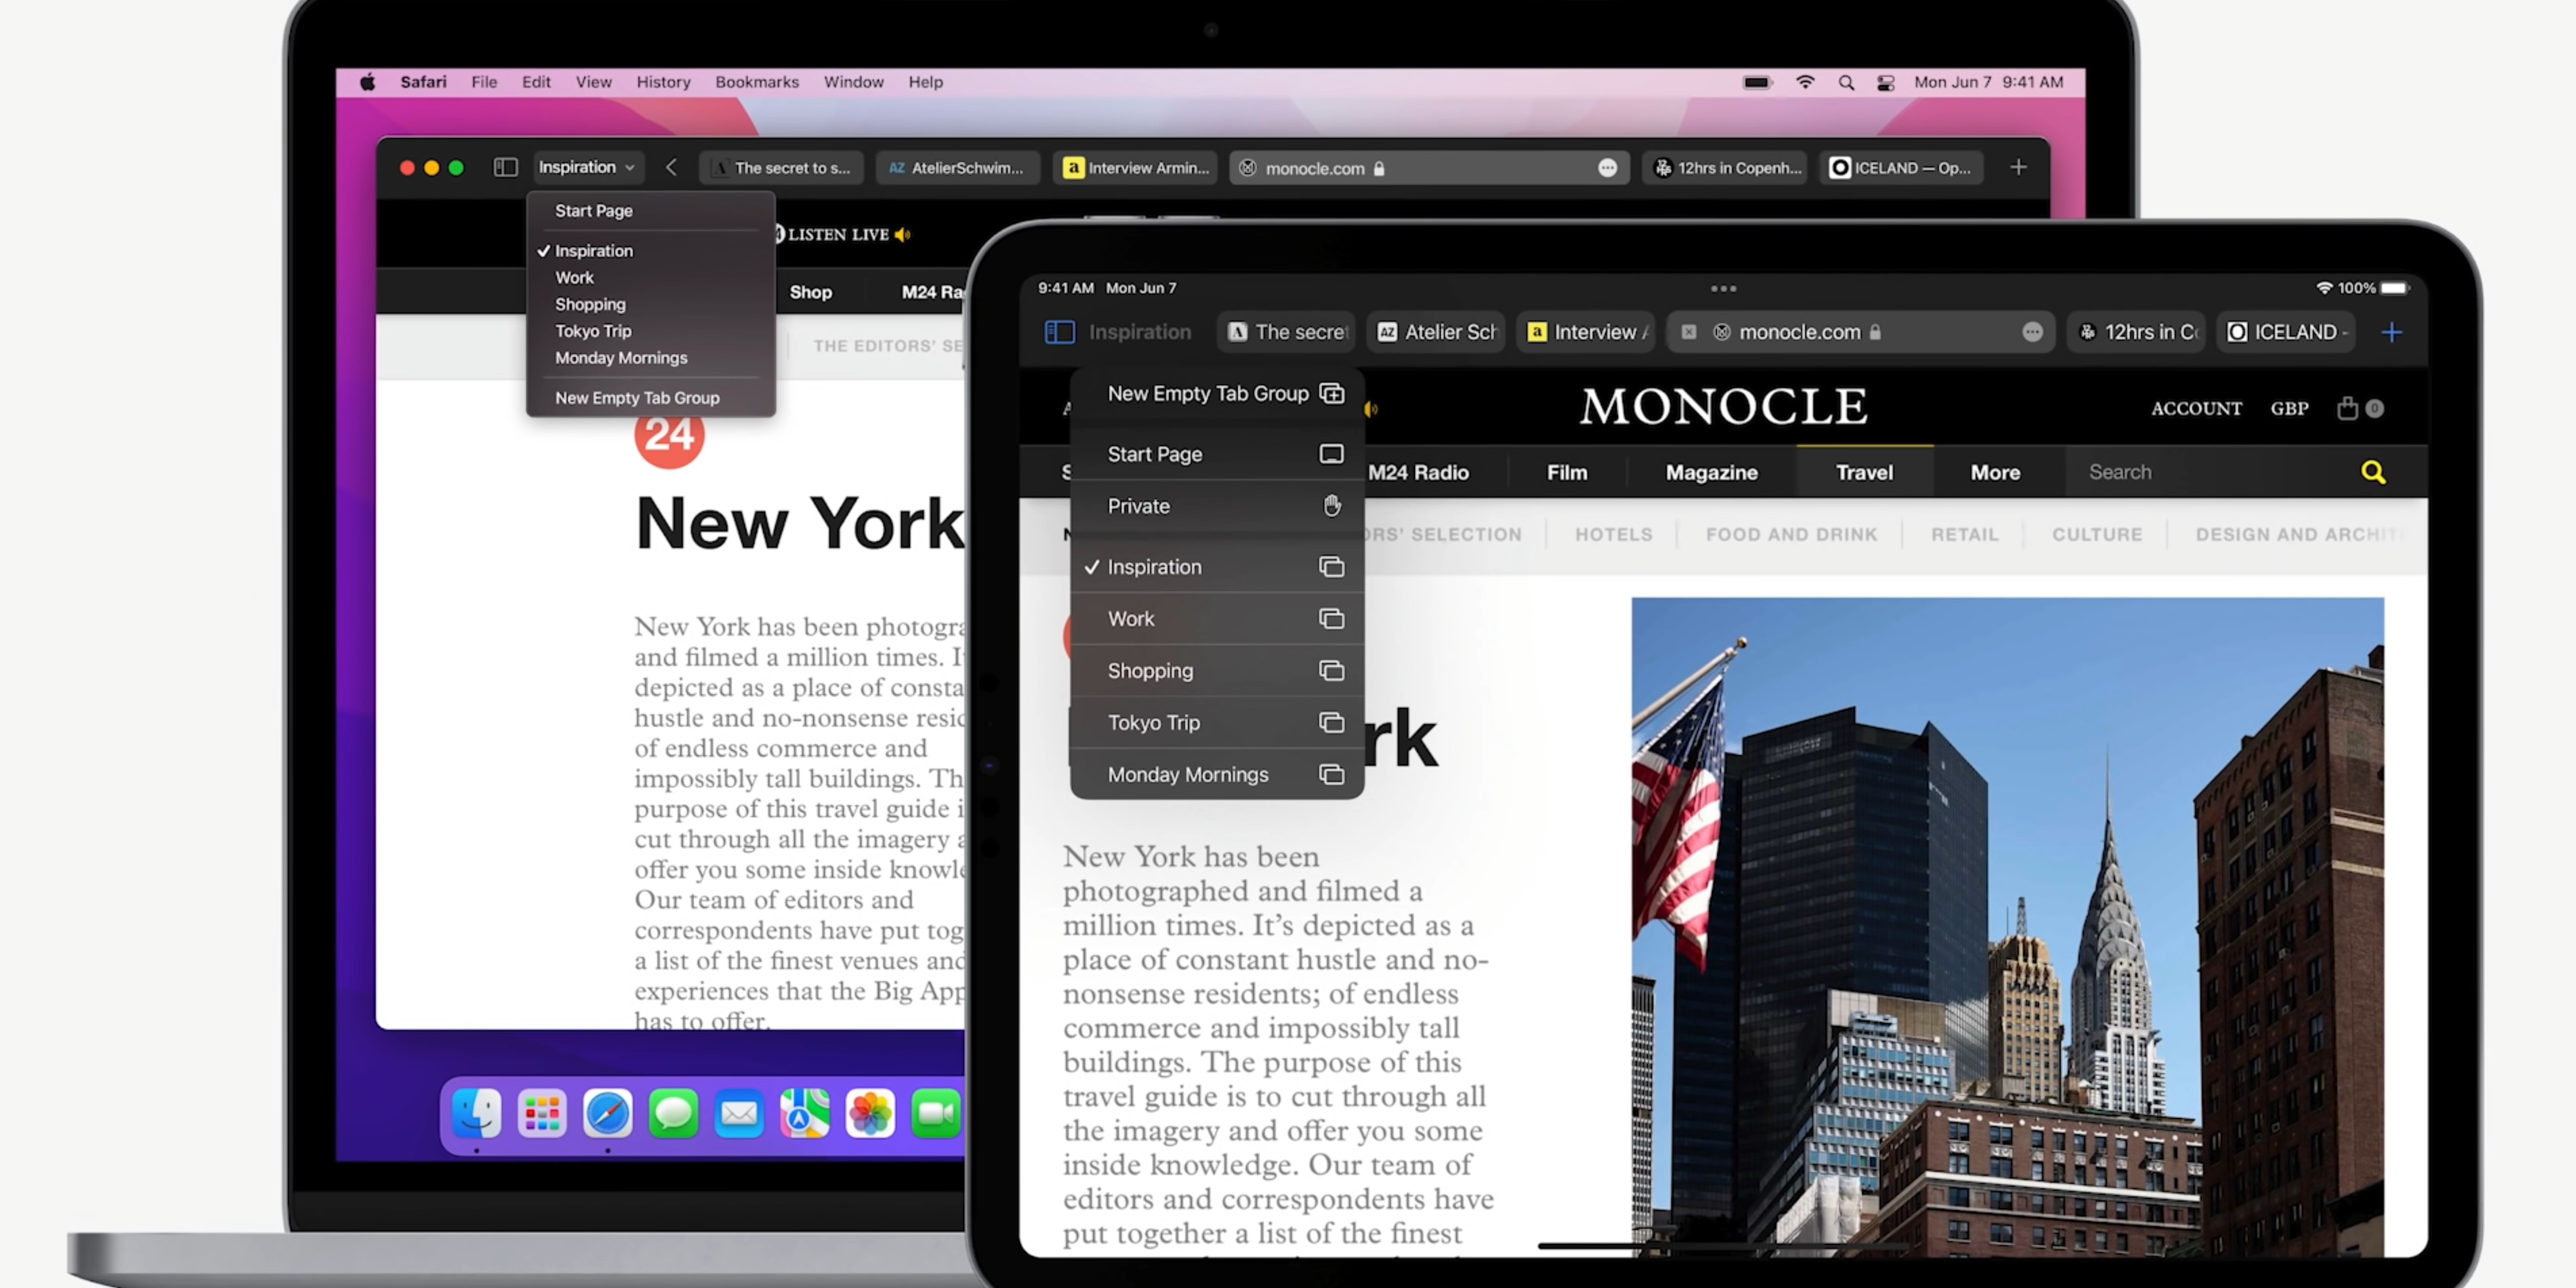 Safari File Edit View History Bookmarks Window Help Mon Jun 7 9:41 AM
Inspiration The secret to s... AZ AtelierSchwim... a Interview Armin... monocle.com 12hrs in Copenh... ICELAND — Op...
Start Page
Inspiration
Work
Shopping
Tokyo Trip
Monday Mornings
New Empty Tab Group
LISTEN LIVE
Shop M24 Ra
THE EDITORS' SE
24
New York
New York has been photogra
and filmed a million times. I
depicted as a place of consta
hustle and no-nonsense resid
of endless commerce and
impossibly tall buildings. Th
purpose of this travel guide i
cut through all the imagery a
offer you some inside knowle
Our team of editors and
correspondents have put tog
a list of the finest venues and
experiences that the Big App
has to offer.
9:41 AM Mon Jun 7 100%
Inspiration A The secret AZ Atelier Sch a Interview monocle.com 12hrs in C ICELAND -
New Empty Tab Group
Start Page
Private
Inspiration
Work
Shopping
Tokyo Trip
Monday Mornings
MONOCLE ACCOUNT GBP 0
S M24 Radio Film Magazine Travel More Search
N ORS' SELECTION HOTELS FOOD AND DRINK RETAIL CULTURE DESIGN AND ARCHIT
rk
New York has been
photographed and filmed a
million times. It's depicted as a
place of constant hustle and no-
nonsense residents; of endless
commerce and impossibly tall
buildings. The purpose of this
travel guide is to cut through all
the imagery and offer you some
inside knowledge. Our team of
editors and correspondents have
put together a list of the finest